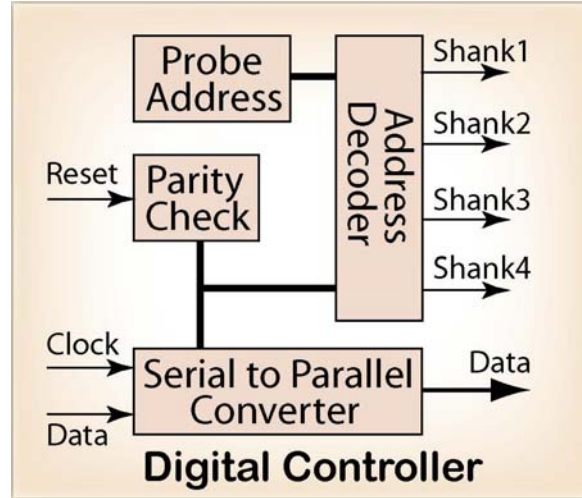 Probe
Address
Address
Decoder
Shank1
Shank2
Shank3
Shank4
Reset
Parity
Check
Clock
Data
Serial to Parallel
Converter
Data
Digital Controller